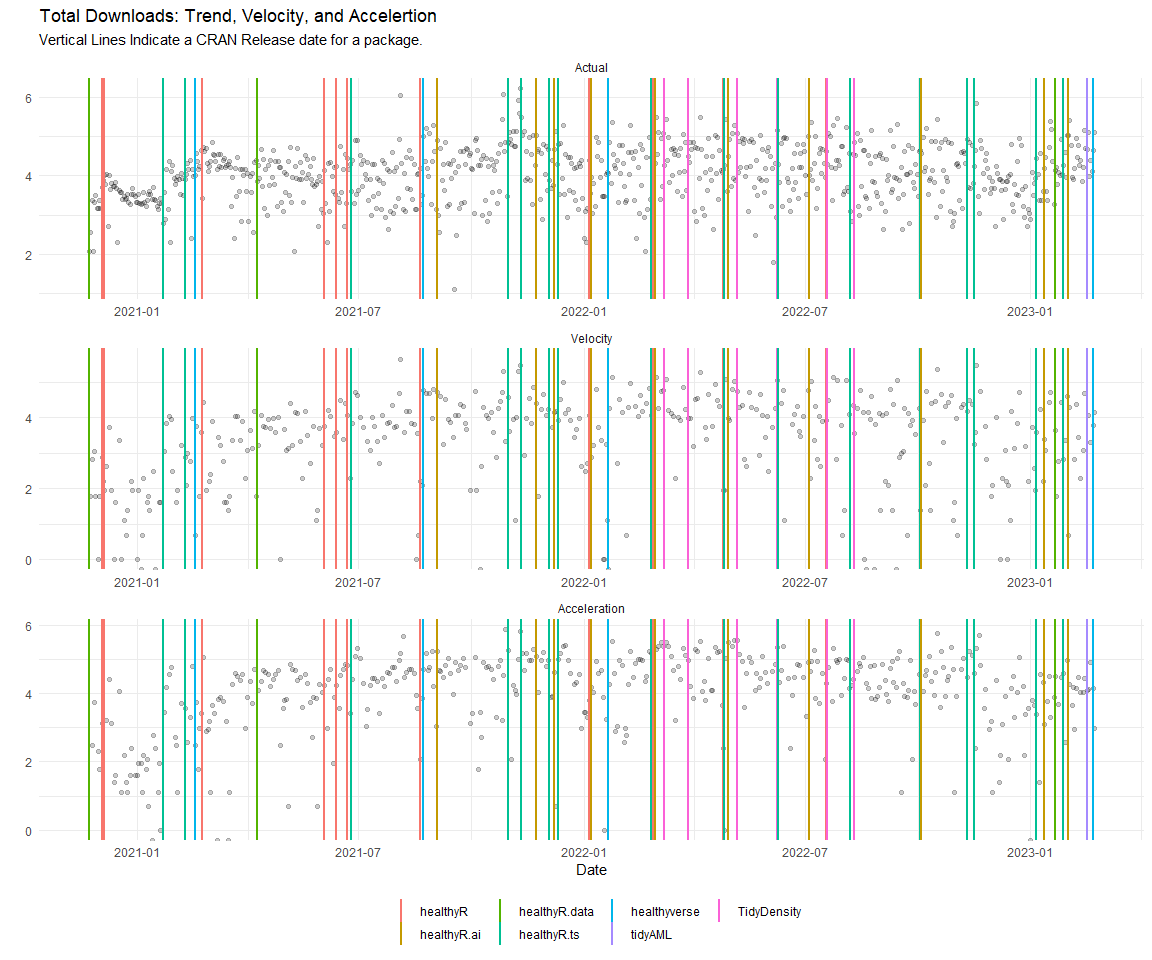 Total Downloads: Trend, Velocity, and Accelertion
Vertical Lines Indicate a CRAN Release date for a package.
Actual
6
4
2
2021-01 2021-07 2022-01 2022-07 2023-01
Velocity
4
2
0
2021-01 2021-07 2022-01 2022-07 2023-01
Acceleration
6
4
2
0
2021-01 2021-07 2022-01 2022-07 2023-01
Date
healthyR healthyR.data healthyverse TidyDensity
healthyR.ai healthyR.ts tidyAML